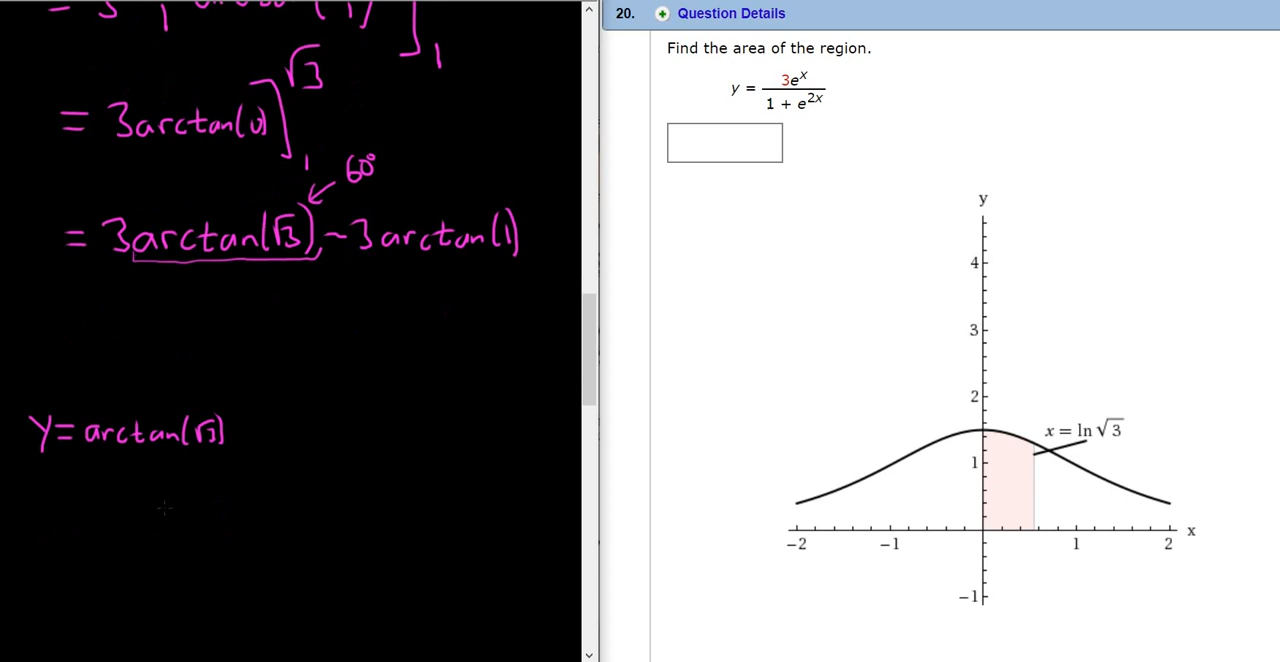 = 3arctan(u)]
√3
1
60°
= 3arctan(√3) - 3arctan(1)
y = arctan(√3)
20. Question Details
Find the area of the region.
y = 3e^x / 1 + e^2x
y
4
3
2
x = ln √3
1
x
−2
−1
1
2
−1